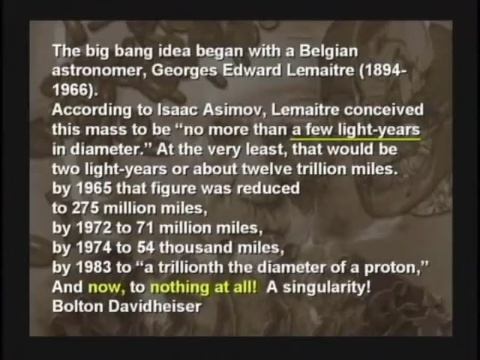 The big bang idea began with a Belgian
astronomer, Georges Edward Lemaitre (1894-
1966).
According to Isaac Asimov, Lemaitre conceived
this mass to be “no more than a few light-years
in diameter.” At the very least, that would be
two light-years or about twelve trillion miles.
by 1965 that figure was reduced
to 275 million miles,
by 1972 to 71 million miles,
by 1974 to 54 thousand miles,
by 1983 to “a trillionth the diameter of a proton,”
And now, to nothing at all!  A singularity!
Bolton Davidheiser